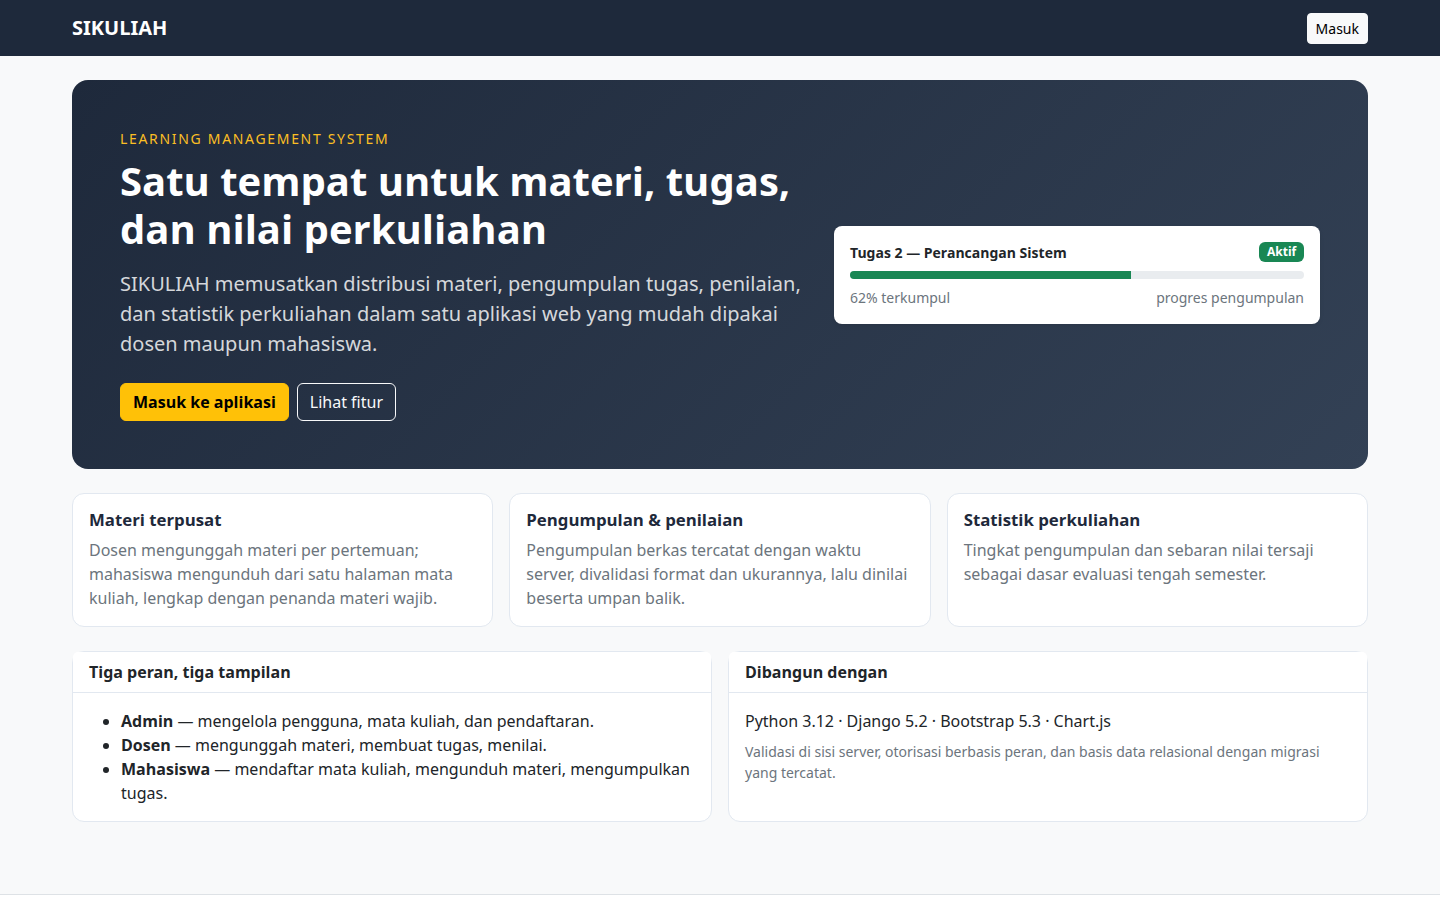 SIKULIAH
Masuk
LEARNING MANAGEMENT SYSTEM
Satu tempat untuk materi, tugas,
dan nilai perkuliahan
SIKULIAH memusatkan distribusi materi, pengumpulan tugas, penilaian,
dan statistik perkuliahan dalam satu aplikasi web yang mudah dipakai
dosen maupun mahasiswa.
Masuk ke aplikasi
Lihat fitur
Tugas 2 — Perancangan Sistem
Aktif
62% terkumpul
progres pengumpulan
Materi terpusat
Dosen mengunggah materi per pertemuan;
mahasiswa mengunduh dari satu halaman mata
kuliah, lengkap dengan penanda materi wajib.
Pengumpulan & penilaian
Pengumpulan berkas tercatat dengan waktu
server, divalidasi format dan ukurannya, lalu dinilai
beserta umpan balik.
Statistik perkuliahan
Tingkat pengumpulan dan sebaran nilai tersaji
sebagai dasar evaluasi tengah semester.
Tiga peran, tiga tampilan
• Admin — mengelola pengguna, mata kuliah, dan pendaftaran.
• Dosen — mengunggah materi, membuat tugas, menilai.
• Mahasiswa — mendaftar mata kuliah, mengunduh materi, mengumpulkan
tugas.
Dibangun dengan
Python 3.12 · Django 5.2 · Bootstrap 5.3 · Chart.js
Validasi di sisi server, otorisasi berbasis peran, dan basis data relasional dengan migrasi
yang tercatat.